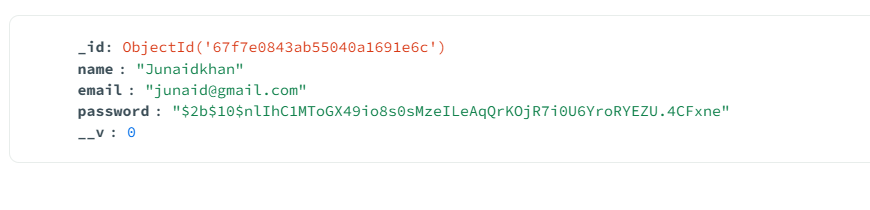 _id: ObjectId('67f7e0843ab55040a1691e6c')
name : "Junaidkhan"
email : "junaid@gmail.com"
password : "$2b$10$nlIhC1MToGX49io8s0sMzeILeAqQrKOjR7i0U6YroRYEZU.4CFxne"
__v : 0